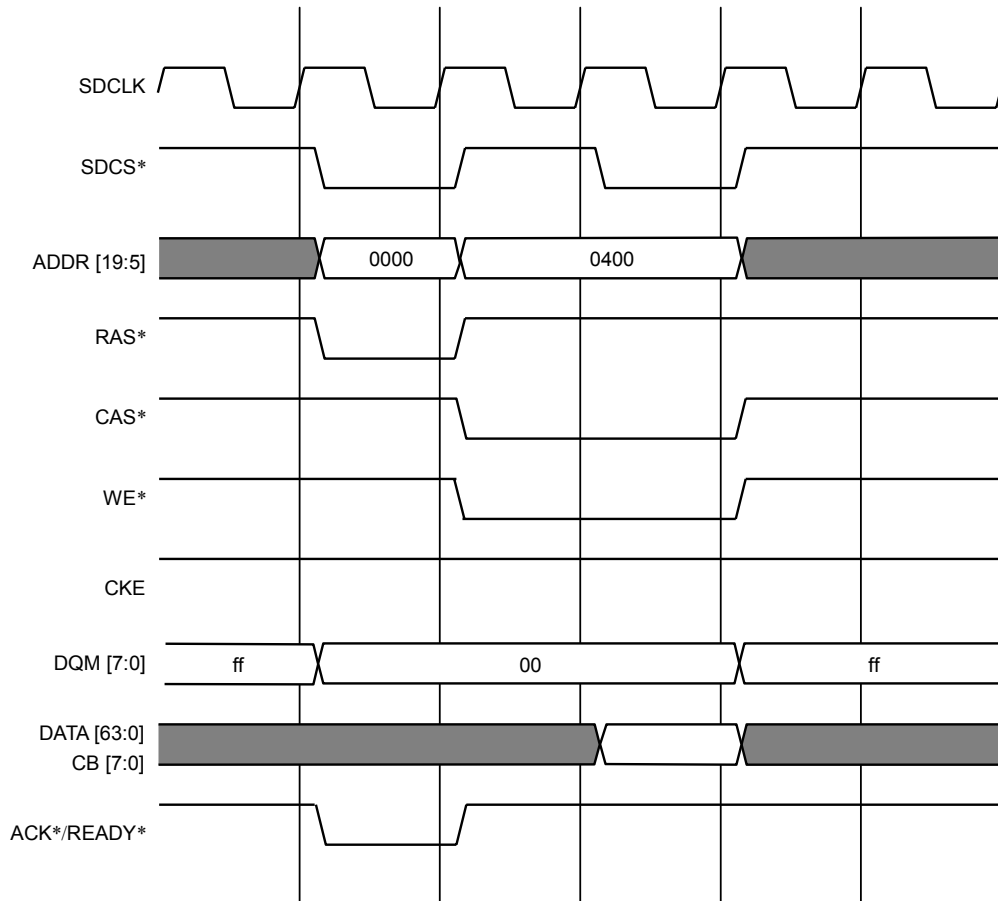 SDCLK
SDCS*
ADDR [19:5] 0000 0400
RAS*
CAS*
WE*
CKE
DQM [7:0] ff 00 ff
DATA [63:0]
CB [7:0]
ACK*/READY*